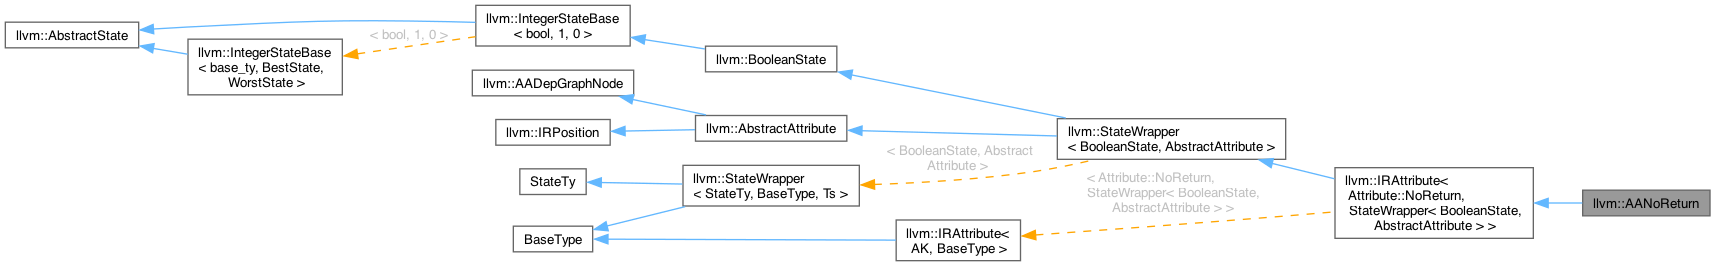 llvm::AbstractState
llvm::IntegerStateBase
< base_ty, BestState,
WorstState >
< bool, 1, 0 >
llvm::IntegerStateBase
< bool, 1, 0 >
llvm::BooleanState
llvm::AADepGraphNode
llvm::IRPosition
llvm::AbstractAttribute
llvm::StateWrapper
< BooleanState, AbstractAttribute >
< BooleanState, Abstract
Attribute >
StateTy
llvm::StateWrapper
< StateTy, BaseType, Ts >
BaseType
llvm::IRAttribute<
AK, BaseType >
< Attribute::NoReturn,
StateWrapper< BooleanState,
AbstractAttribute > >
llvm::IRAttribute<
Attribute::NoReturn,
StateWrapper< BooleanState,
AbstractAttribute > >
llvm::AANoReturn